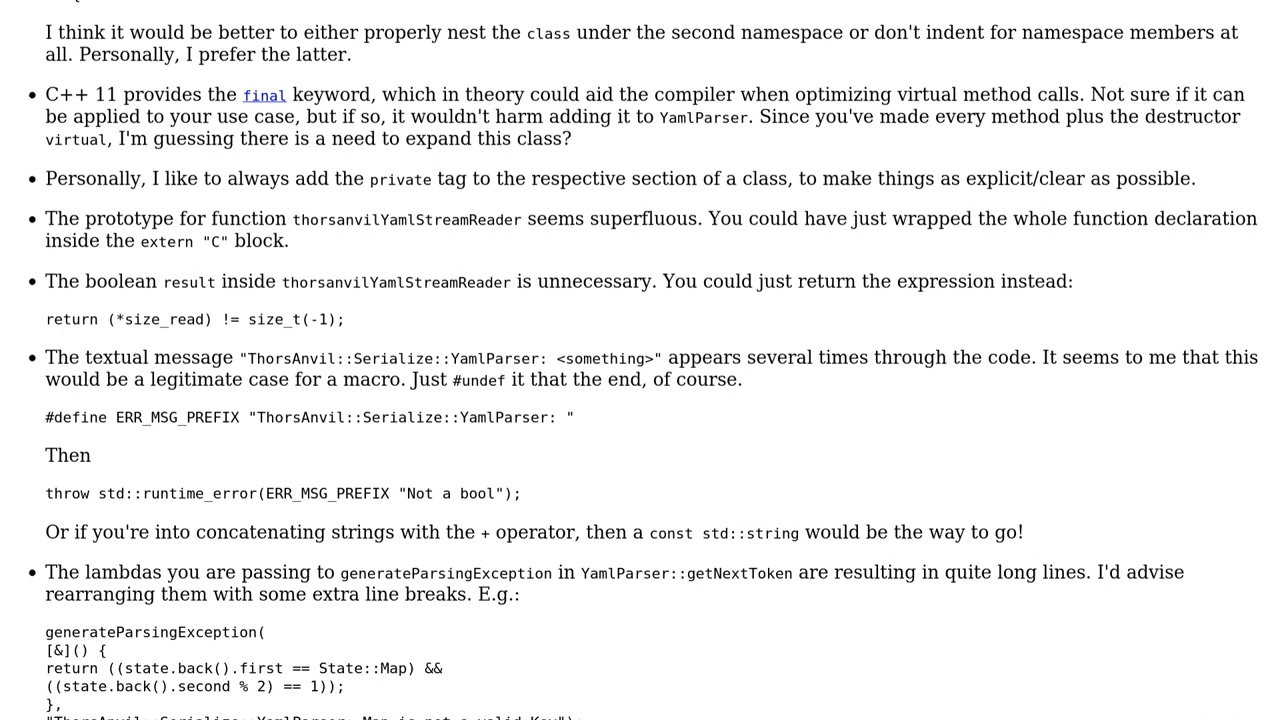 I think it would be better to either properly nest the class under the second namespace or don't indent for namespace members at
all. Personally, I prefer the latter.
• C++ 11 provides the final keyword, which in theory could aid the compiler when optimizing virtual method calls. Not sure if it can
be applied to your use case, but if so, it wouldn't harm adding it to YamlParser. Since you've made every method plus the destructor
virtual, I'm guessing there is a need to expand this class?
• Personally, I like to always add the private tag to the respective section of a class, to make things as explicit/clear as possible.
• The prototype for function thorsanvilYamlStreamReader seems superfluous. You could have just wrapped the whole function declaration
inside the extern "C" block.
• The boolean result inside thorsanvilYamlStreamReader is unnecessary. You could just return the expression instead:
return (*size_read) != size_t(-1);
• The textual message "ThorsAnvil::Serialize::YamlParser: <something>" appears several times through the code. It seems to me that this
would be a legitimate case for a macro. Just #undef it that the end, of course.
#define ERR_MSG_PREFIX "ThorsAnvil::Serialize::YamlParser: "
Then
throw std::runtime_error(ERR_MSG_PREFIX "Not a bool");
Or if you're into concatenating strings with the + operator, then a const std::string would be the way to go!
• The lambdas you are passing to generateParsingException in YamlParser::getNextToken are resulting in quite long lines. I'd advise
rearranging them with some extra line breaks. E.g.:
generateParsingException(
[&]() {
return ((state.back().first == State::Map) &&
((state.back().second % 2) == 1));
},
"ThorsAnvil::Serialize::YamlParser: Map is not a valid Key");